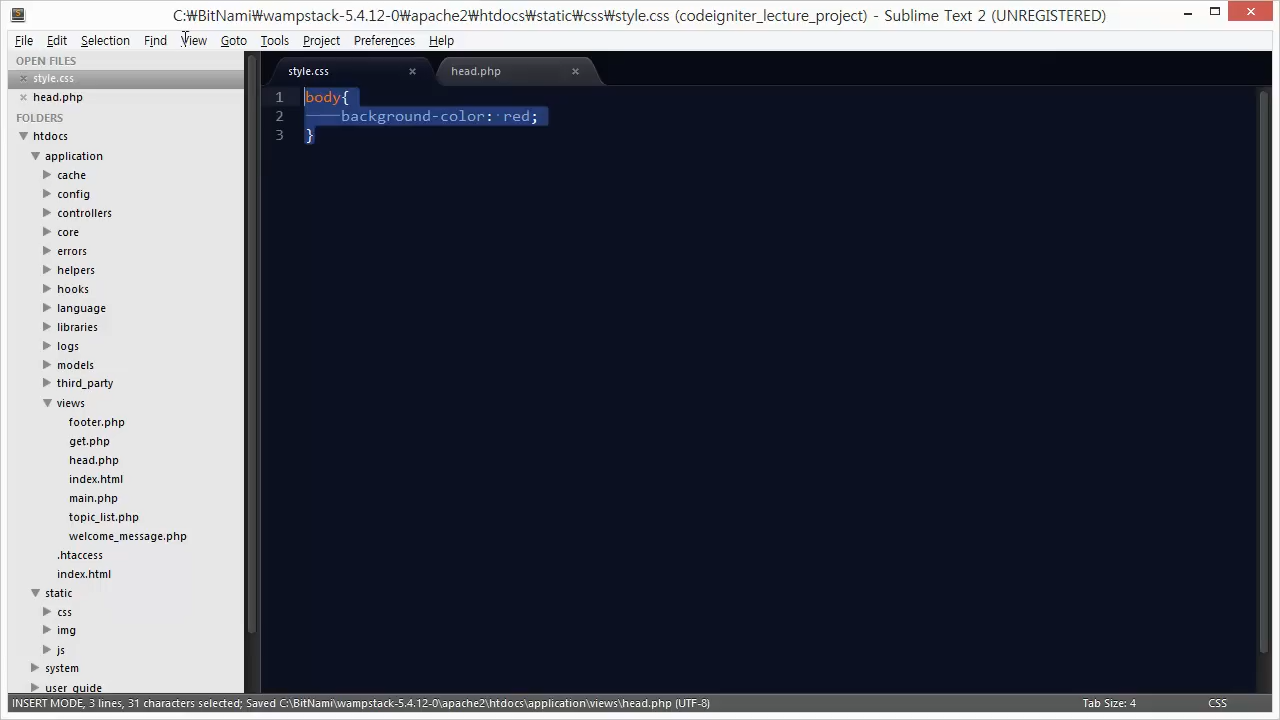 C:₩BitNami₩wampstack-5.4.12-0₩apache2₩htdocs₩static₩css₩style.css (codeigniter_lecture_project) - Sublime Text 2 (UNREGISTERED)
File Edit Selection Find View Goto Tools Project Preferences Help
OPEN FILES
style.css
head.php
FOLDERS
htdocs
application
cache
config
controllers
core
errors
helpers
hooks
language
libraries
logs
models
third_party
views
footer.php
get.php
head.php
index.html
main.php
topic_list.php
welcome_message.php
.htaccess
index.html
static
css
img
js
system
user_guide
style.css head.php
1 body{
2 background-color: red;
3 }
INSERT MODE, 3 lines, 31 characters selected; Saved C:\BitNami\wampstack-5.4.12-0\apache2\htdocs\application\views\head.php (UTF-8) Tab Size: 4 CSS